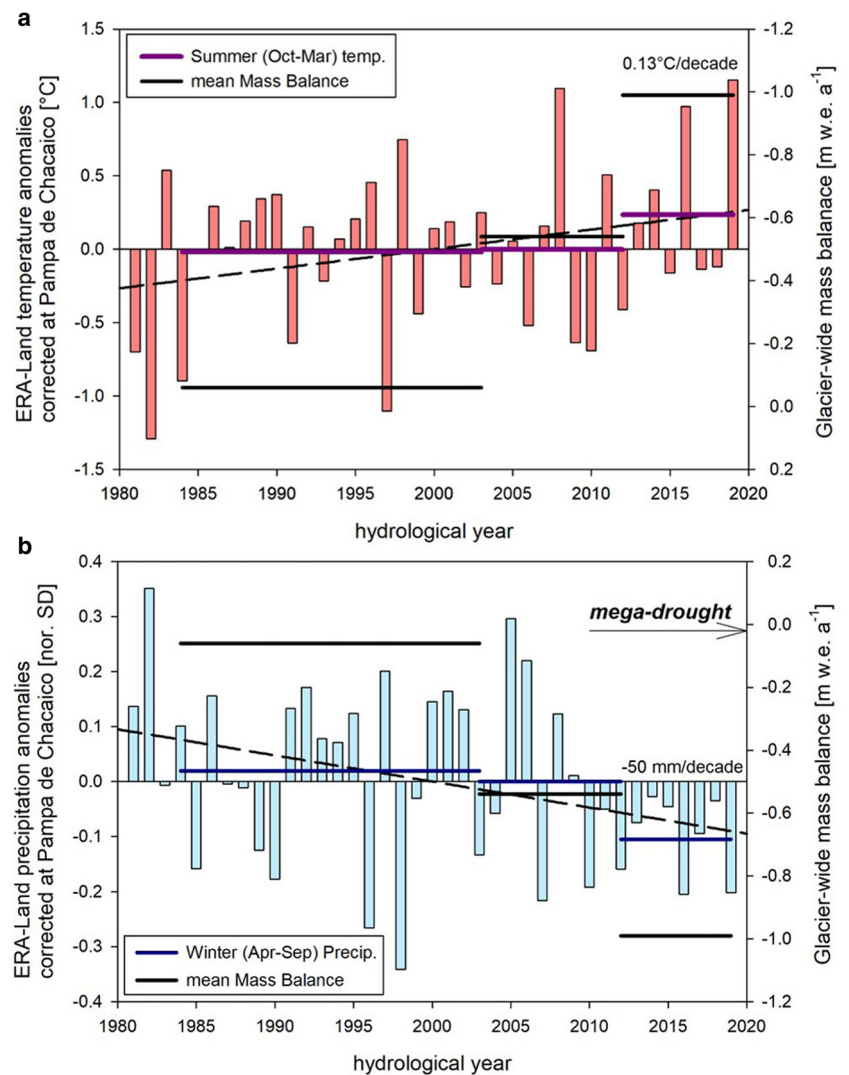 a
ERA-Land temperature anomalies
corrected at Pampa de Chacaico [°C]
1.5
1.0
0.5
0.0
-0.5
-1.0
-1.5
Summer (Oct-Mar) temp.
mean Mass Balance
0.13°C/decade
-1.2
-1.0
-0.8
-0.6
-0.4
-0.2
0.0
0.2
Glacier-wide mass balanace [m w.e. a-1)
1980 1985 1990 1995 2000 2005 2010 2015 2020
hydrological year
b
ERA-Land precipitation anomalies
corrected at Pampa de Chacaico [nor. SD]
0.4
0.3
0.2
0.1
0.0
-0.1
-0.2
-0.3
-0.4
mega-drought
-50 mm/decade
Winter (Apr-Sep) Precip.
mean Mass Balance
0.2
0.0
-0.2
-0.4
-0.6
-0.8
-1.0
-1.2
Glacier-wide mass balance [m w.e. a-1)
1980 1985 1990 1995 2000 2005 2010 2015 2020
hydrological year